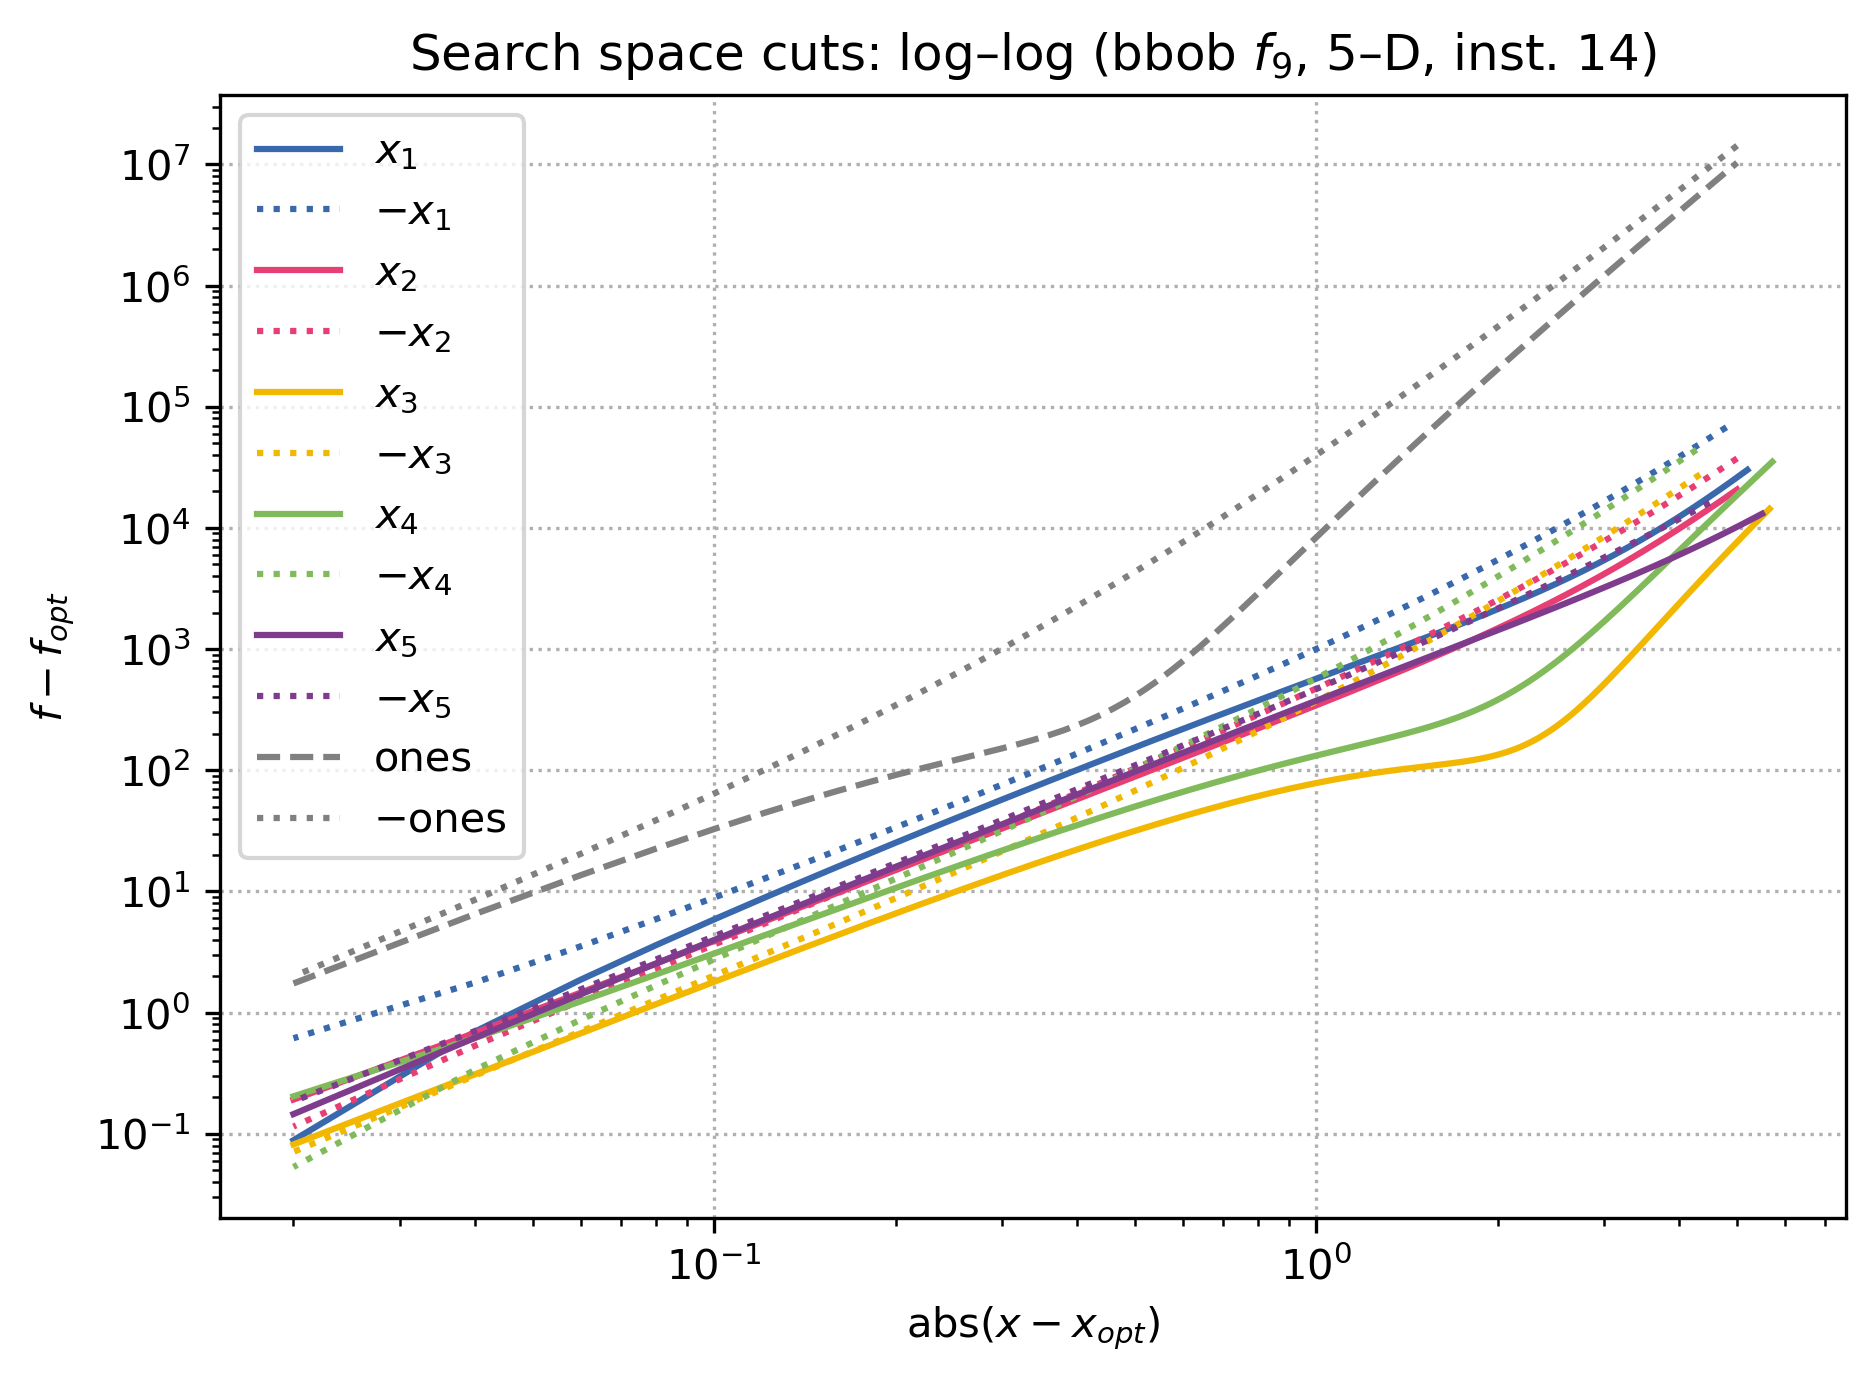 Search space cuts: log–log (bbob $f_9$, 5–D, inst. 14)
$f - f_{opt}$
$10^7$
$10^6$
$10^5$
$10^4$
$10^3$
$10^2$
$10^1$
$10^0$
$10^{-1}$
$x_1$
$-x_1$
$x_2$
$-x_2$
$x_3$
$-x_3$
$x_4$
$-x_4$
$x_5$
$-x_5$
ones
−ones
$10^{-1}$
$10^0$
abs($x - x_{opt}$)